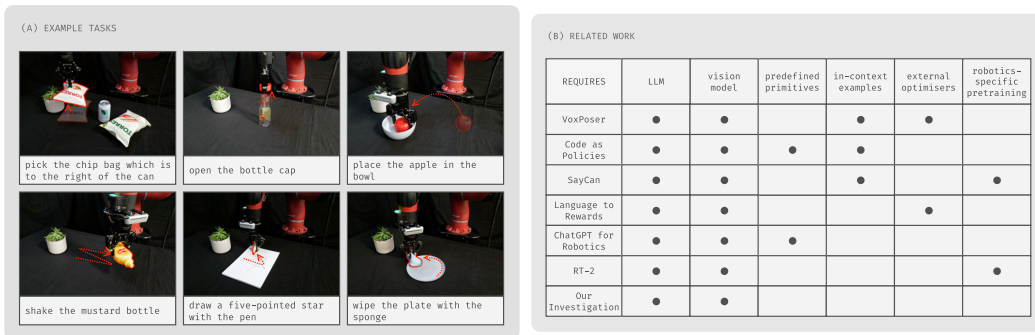 (A) EXAMPLE TASKS
TORRES
TORRES
pick the chip bag which is
to the right of the can
open the bottle cap
place the apple in the
bowl
shake the mustard bottle
draw a five-pointed star
with the pen
wipe the plate with the
sponge
(B) RELATED WORK
REQUIRES
LLM
vision
model
predefined
primitives
in-context
examples
external
optimisers
robotics-
specific
pretraining
VoxPoser
Code as
Policies
SayCan
Language to
Rewards
ChatGPT for
Robotics
RT-2
Our
Investigation